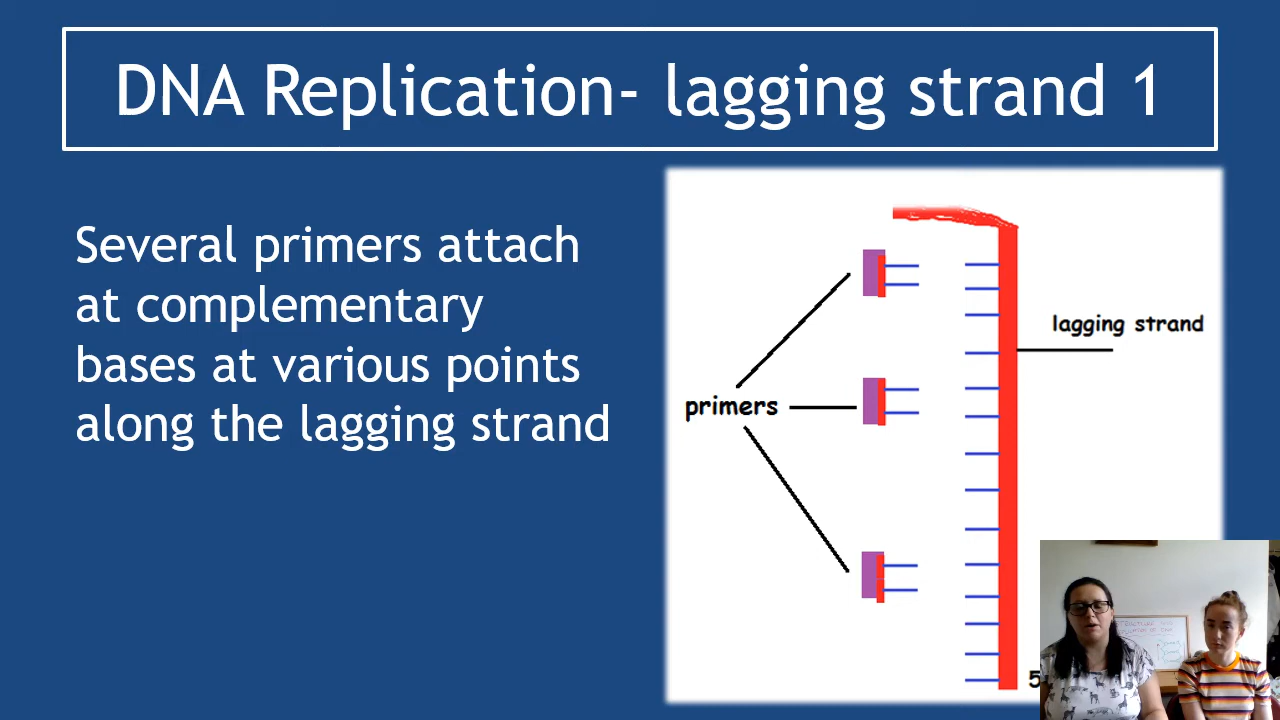 DNA Replication- lagging strand 1
Several primers attach
at complementary
bases at various points
along the lagging strand
lagging strand
primers
5